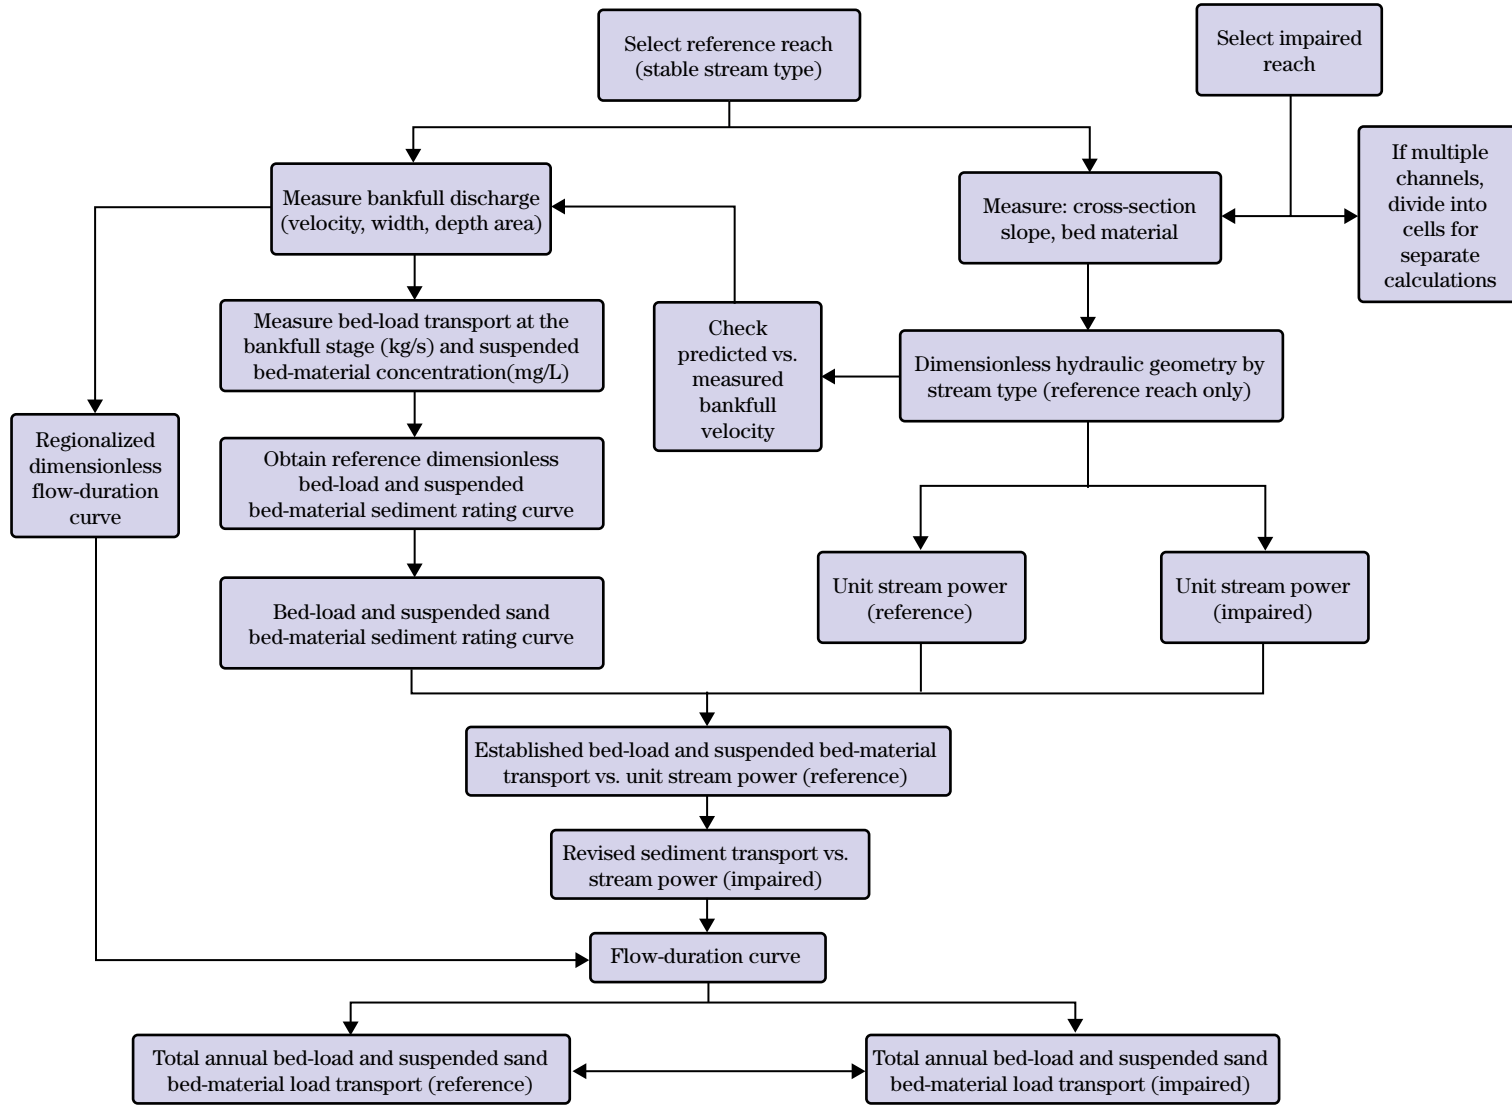 Select reference reach
(stable stream type)
Select impaired
reach
If multiple
channels,
divide into
cells for
separate
calculations
Measure bankfull discharge
(velocity, width, depth area)
Measure: cross-section
slope, bed material
Measure bed-load transport at the
bankfull stage (kg/s) and suspended
bed-material concentration(mg/L)
Check
predicted vs.
measured
bankfull
velocity
Dimensionless hydraulic geometry by
stream type (reference reach only)
Regionalized
dimensionless
flow-duration
curve
Obtain reference dimensionless
bed-load and suspended
bed-material sediment rating curve
Bed-load and suspended sand
bed-material sediment rating curve
Unit stream power
(reference)
Unit stream power
(impaired)
Established bed-load and suspended bed-material
transport vs. unit stream power (reference)
Revised sediment transport vs.
stream power (impaired)
Flow-duration curve
Total annual bed-load and suspended sand
bed-material load transport (reference)
Total annual bed-load and suspended sand
bed-material load transport (impaired)